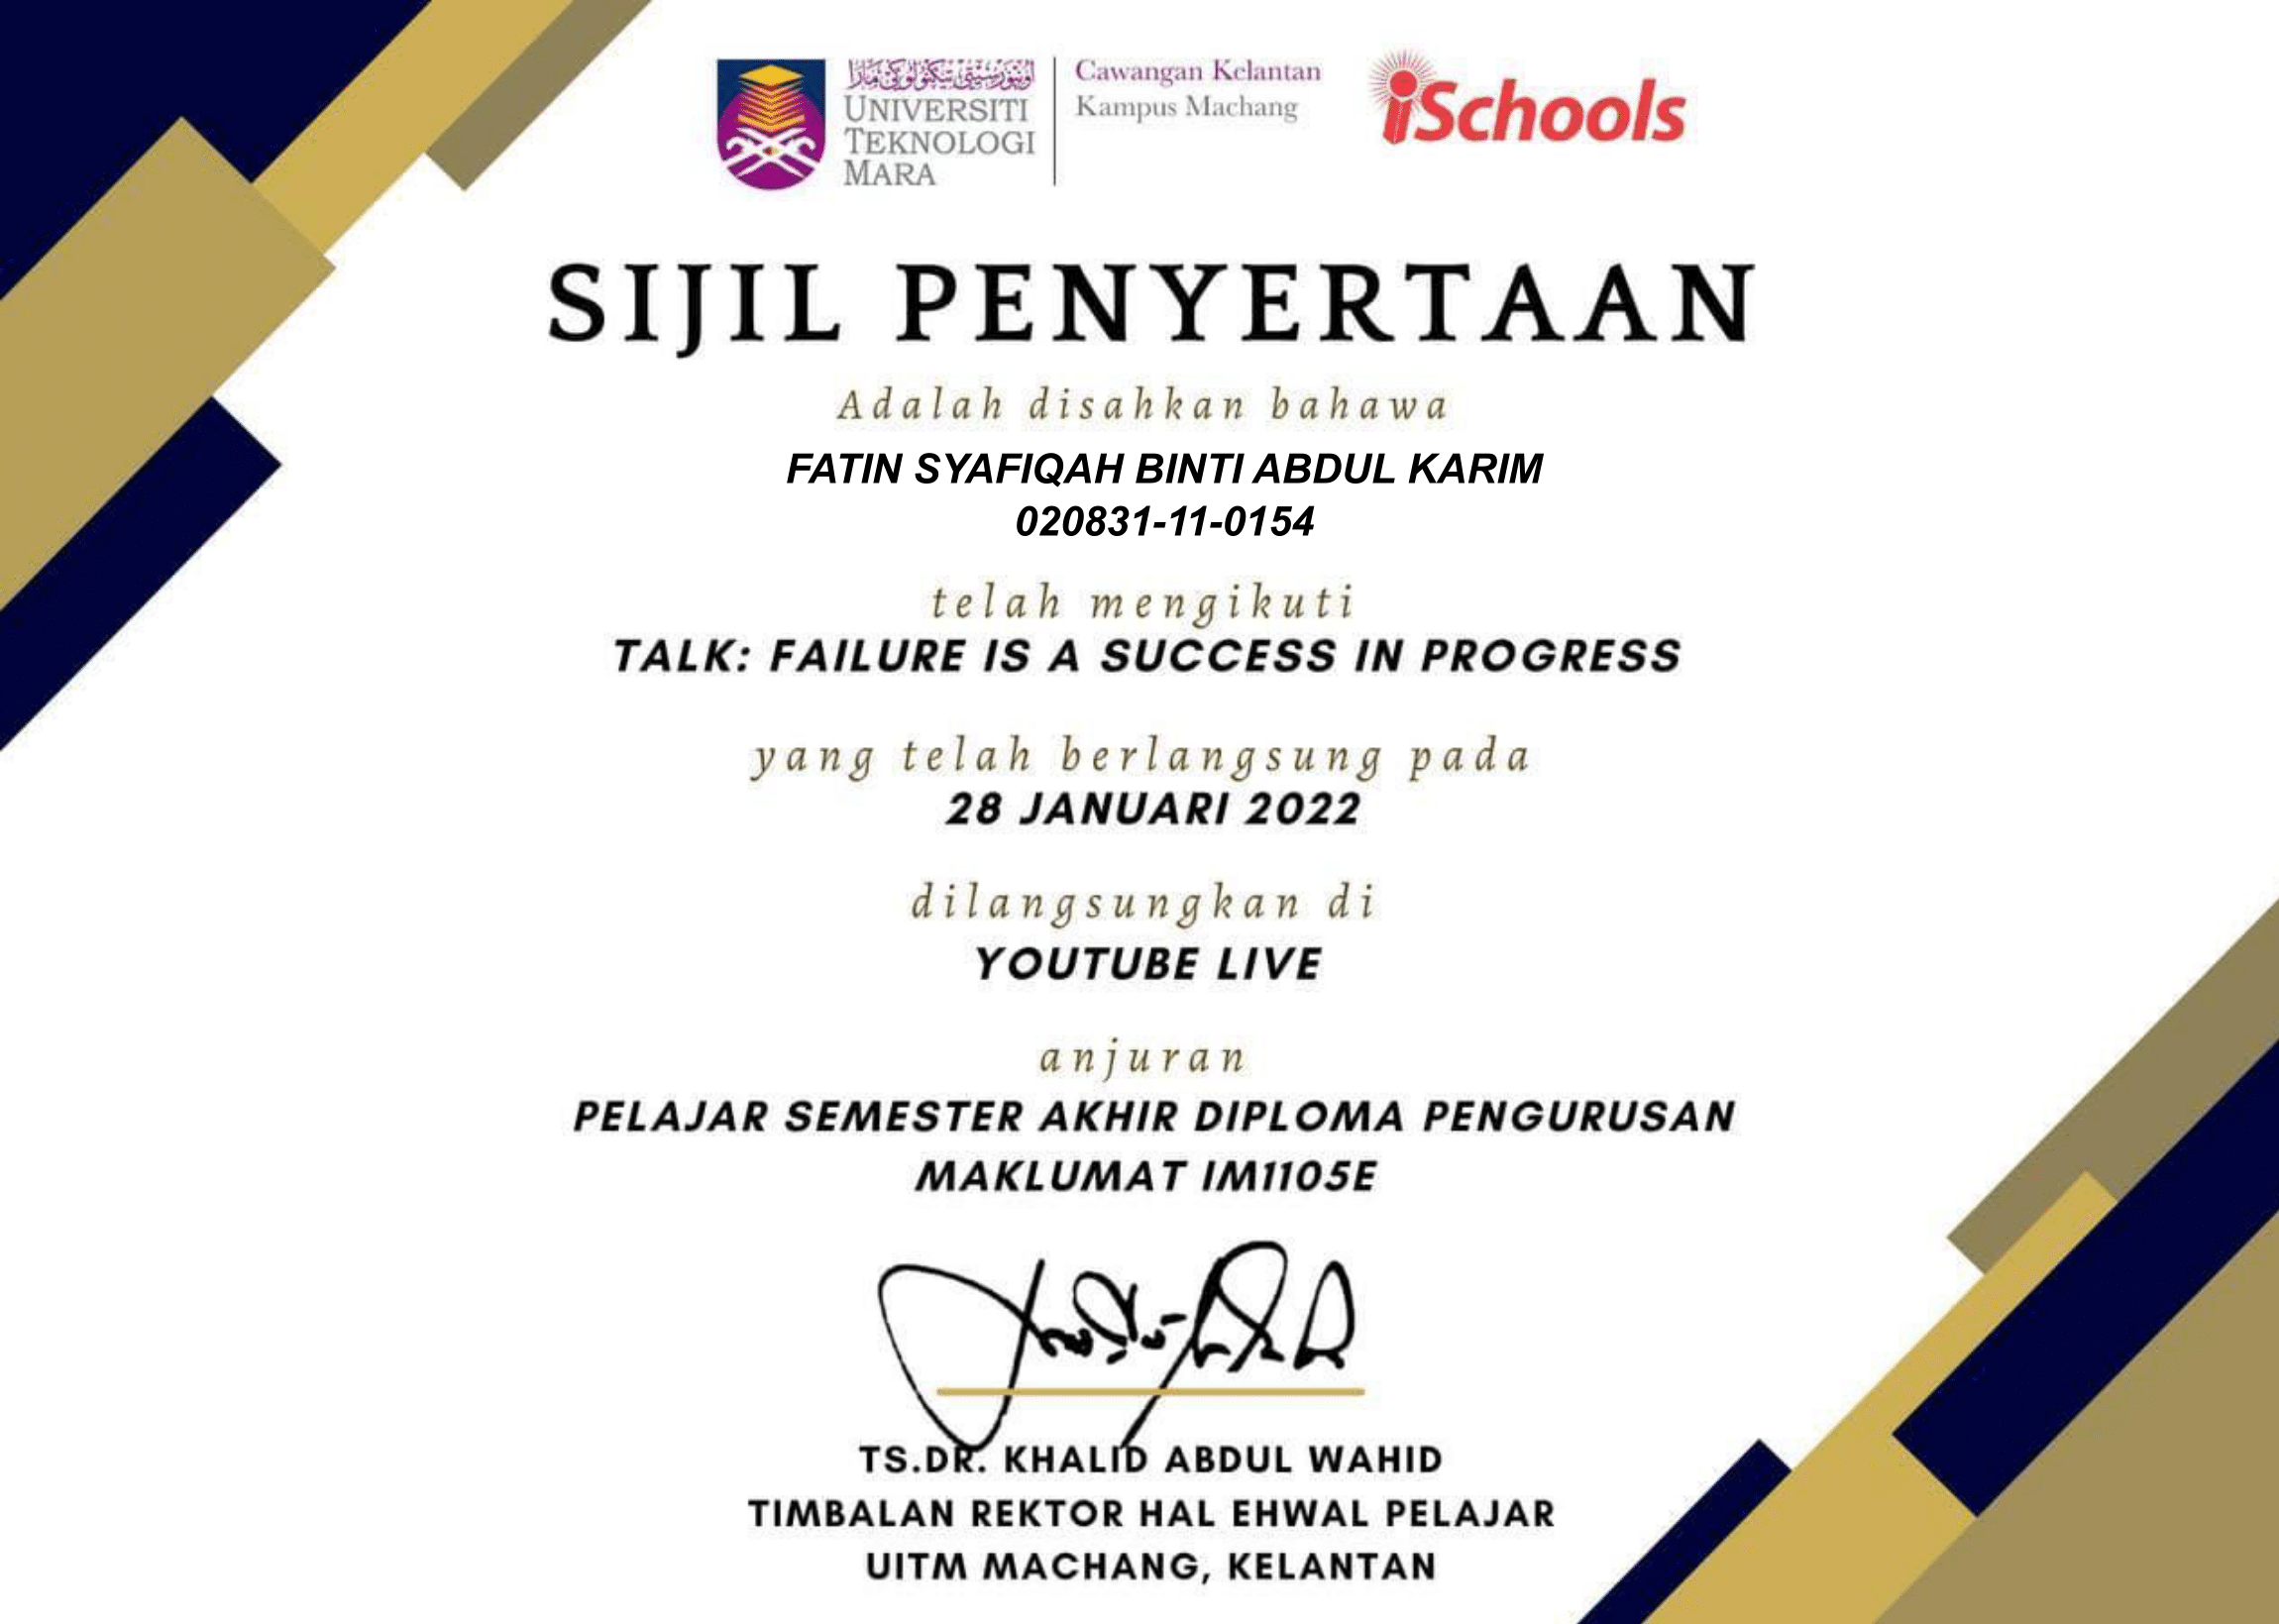 اونيۏرسيتي تيكنولوݢي مارا
UNIVERSITI
TEKNOLOGI
MARA
Cawangan Kelantan
Kampus Machang
iSchools
SIJIL PENYERTAAN
Adalah disahkan bahawa
FATIN SYAFIQAH BINTI ABDUL KARIM
020831-11-0154
telah mengikuti
TALK: FAILURE IS A SUCCESS IN PROGRESS
yang telah berlangsung pada
28 JANUARI 2022
dilangsungkan di
YOUTUBE LIVE
anjuran
PELAJAR SEMESTER AKHIR DIPLOMA PENGURUSAN
MAKLUMAT IM1105E
TS.DR. KHALID ABDUL WAHID
TIMBALAN REKTOR HAL EHWAL PELAJAR
UITM MACHANG, KELANTAN